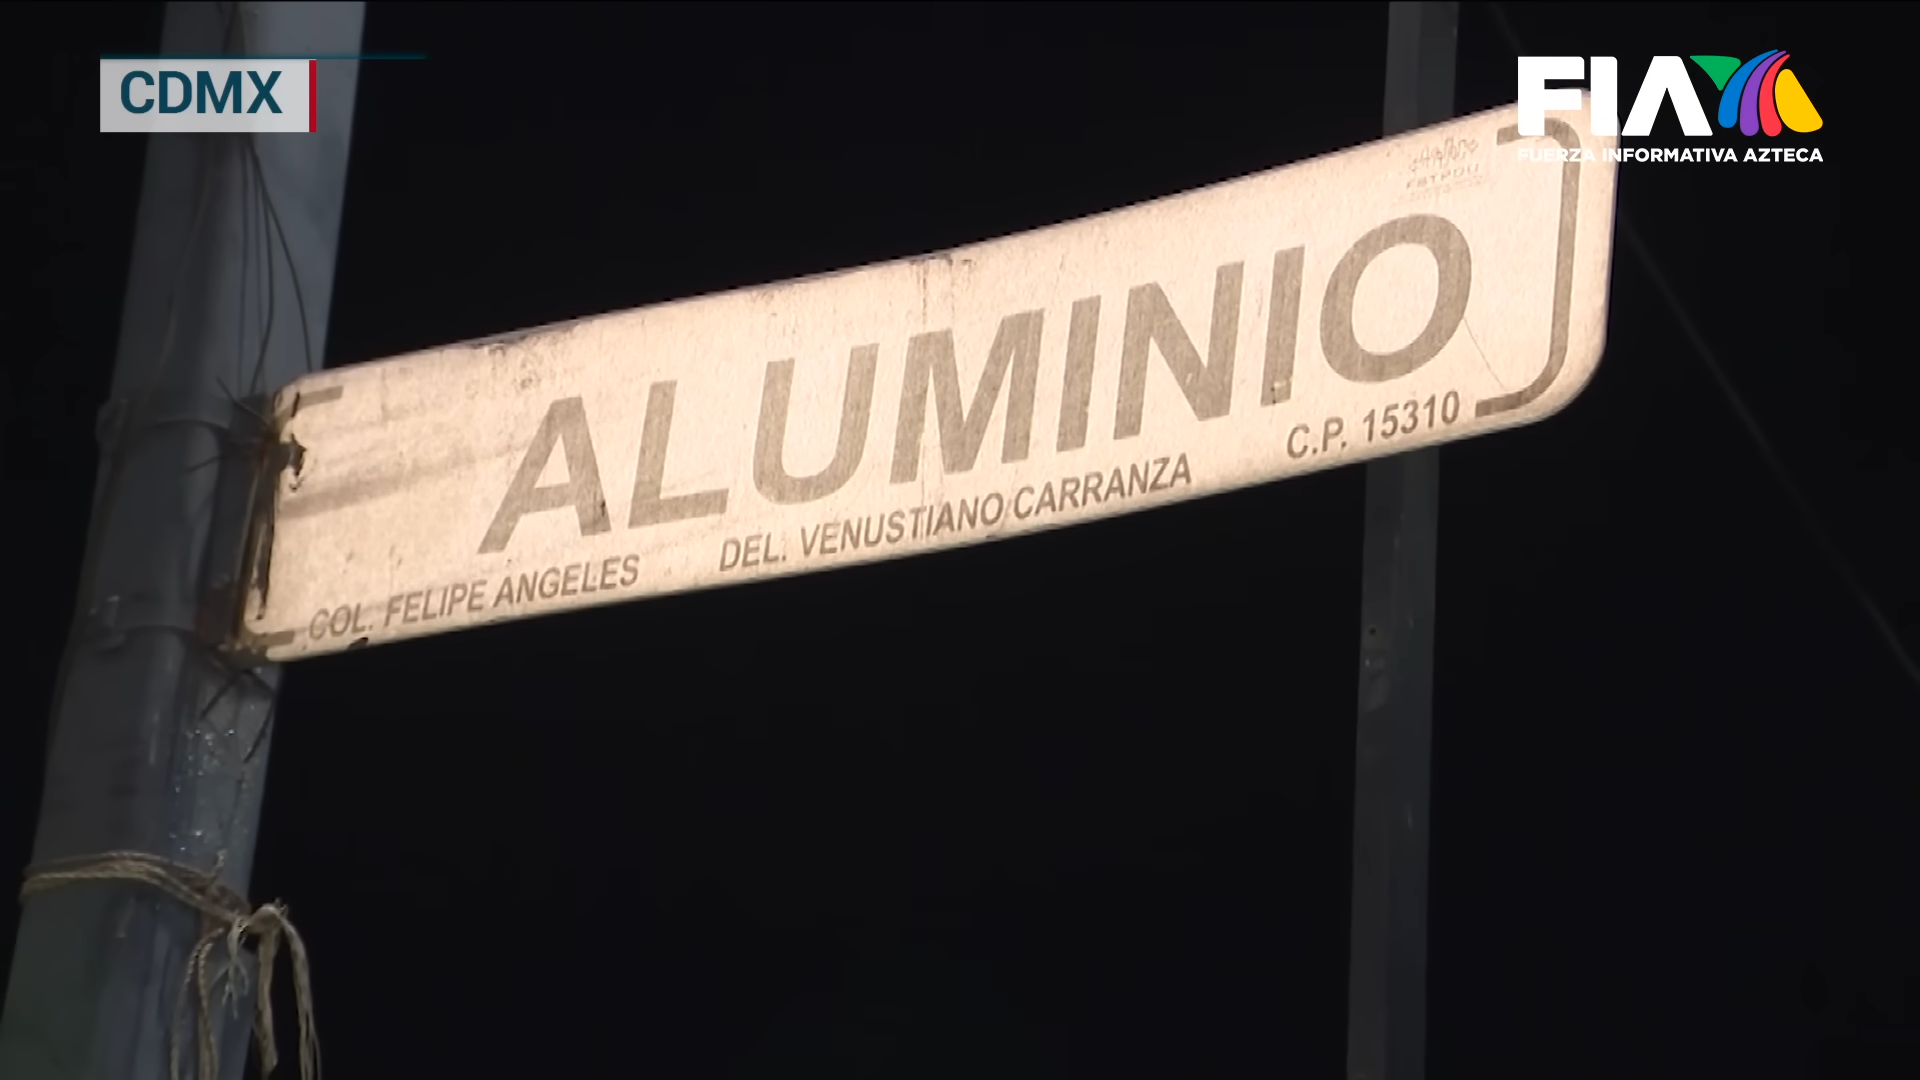 CDMX
FIA
FUERZA INFORMATIVA AZTECA
ALUMINIO
COL. FELIPE ANGELES DEL. VENUSTIANO CARRANZA C.P. 15310